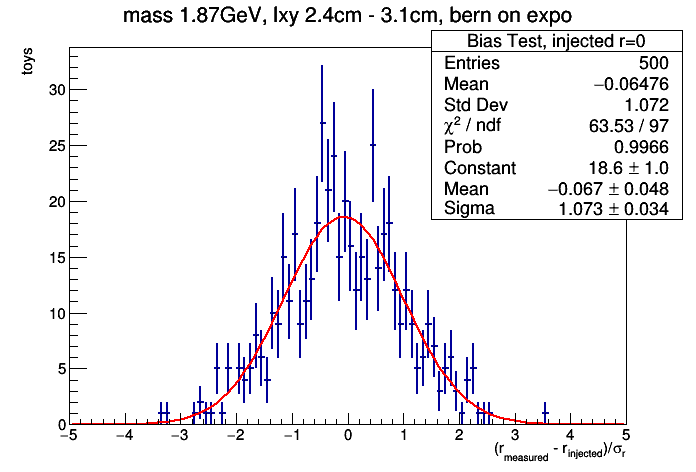 mass 1.87GeV, lxy 2.4cm - 3.1cm, bern on expo
toys
Bias Test, injected r=0
Entries 500
Mean −0.06476
Std Dev 1.072
χ² / ndf 63.53 / 97
Prob 0.9966
Constant 18.6 ± 1.0
Mean −0.067 ± 0.048
Sigma 1.073 ± 0.034
30
25
20
15
10
5
0
−5 −4 −3 −2 −1 0 1 2 3 4 5
(r_measured - r_injected)/σ_r